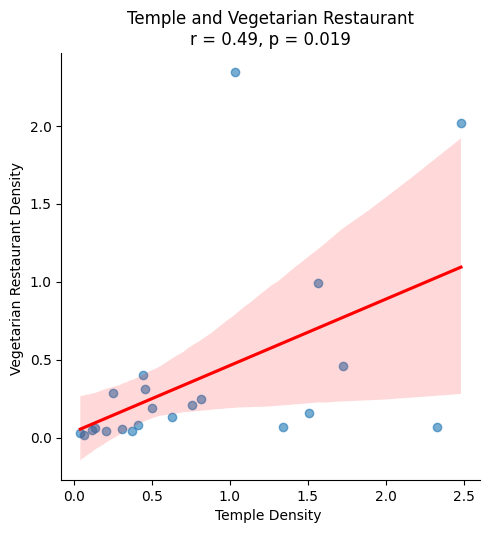 Temple and Vegetarian Restaurant
r = 0.49, p = 0.019
Vegetarian Restaurant Density
2.0
1.5
1.0
0.5
0.0
0.0 0.5 1.0 1.5 2.0 2.5
Temple Density